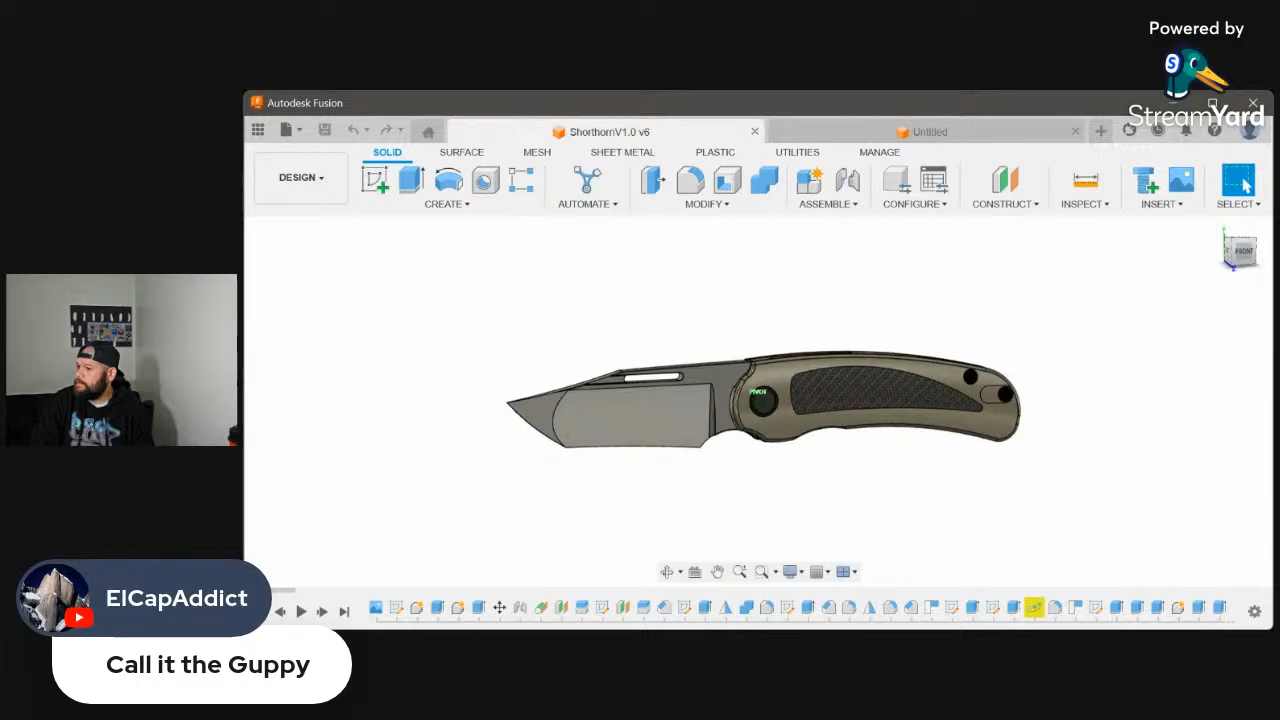 Powered by
StreamYard
Autodesk Fusion
ShorthornV1.0 v6
Untitled
SOLID
SURFACE
MESH
SHEET METAL
PLASTIC
UTILITIES
MANAGE
DESIGN
CREATE
AUTOMATE
MODIFY
ASSEMBLE
CONFIGURE
CONSTRUCT
INSPECT
INSERT
SELECT
FRONT
ElCapAddict
Call it the Guppy